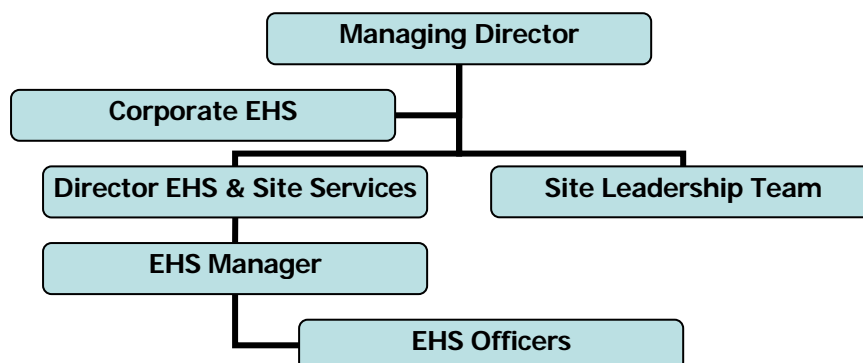 Managing Director
Corporate EHS
Director EHS & Site Services
Site Leadership Team
EHS Manager
EHS Officers